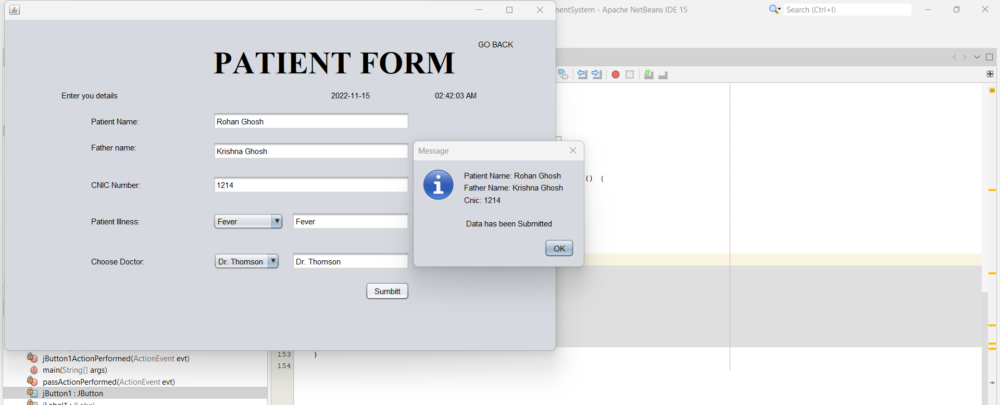 mentSystem - Apache NetBeans IDE 15
Search (Ctrl+I)
GO BACK
PATIENT FORM
Enter you details
2022-11-15
02:42:03 AM
Patient Name:
Rohan Ghosh
Father name:
Krishna Ghosh
CNIC Number:
1214
Patient Illness:
Fever
Fever
Choose Doctor:
Dr. Thomson
Dr. Thomson
Sumbitt
Message
Patient Name: Rohan Ghosh
Father Name: Krishna Ghosh
Cnic: 1214
Data has been Submitted
OK
() {
153 }
154
jButton1ActionPerformed(ActionEvent evt)
main(String[] args)
passActionPerformed(ActionEvent evt)
jButton1 : JButton
jLabel1 : JLabel